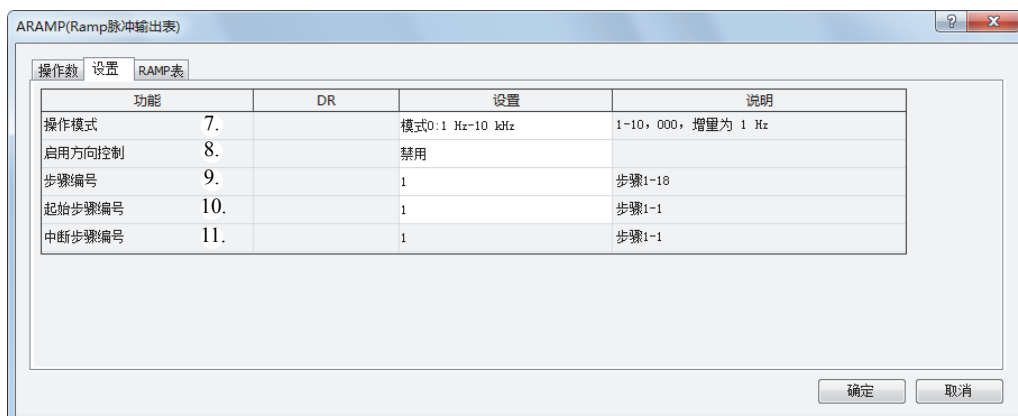 ARAMP(Ramp脉冲输出表)
操作数 设置 RAMP表
功能 DR 设置 说明
操作模式 7. 模式0:1 Hz-10 kHz 1-10，000，增量为 1 Hz
启用方向控制 8. 禁用
步骤编号 9. 1 步骤1-18
起始步骤编号 10. 1 步骤1-1
中断步骤编号 11. 1 步骤1-1
确定 取消